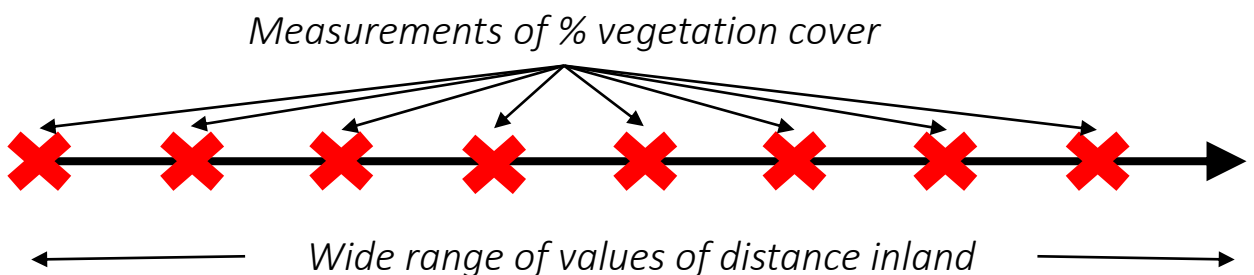 Measurements of % vegetation cover
Wide range of values of distance inland